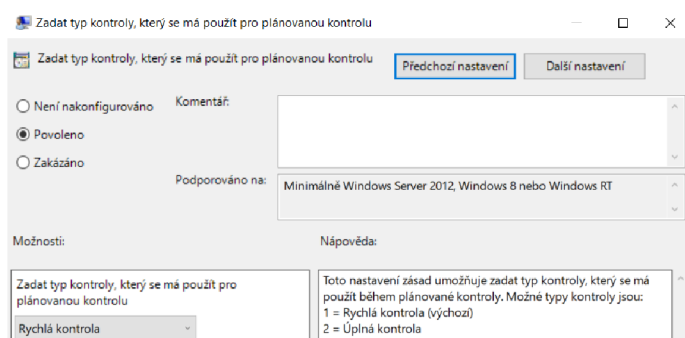 Zadat typ kontroly, který se má použít pro plánovanou kontrolu
Zadat typ kontroly, který se má použít pro plánovanou kontrolu
Předchozí nastavení
Další nastavení
Není nakonfigurováno
Komentář:
Povoleno
Zakázáno
Podporováno na:
Minimálně Windows Server 2012, Windows 8 nebo Windows RT
Možnosti:
Nápověda:
Zadat typ kontroly, který se má použít pro
plánovanou kontrolu
Rychlá kontrola
Toto nastavení zásad umožňuje zadat typ kontroly, který se má
použít během plánované kontroly. Možné typy kontroly jsou:
1 = Rychlá kontrola (výchozí)
2 = Úplná kontrola